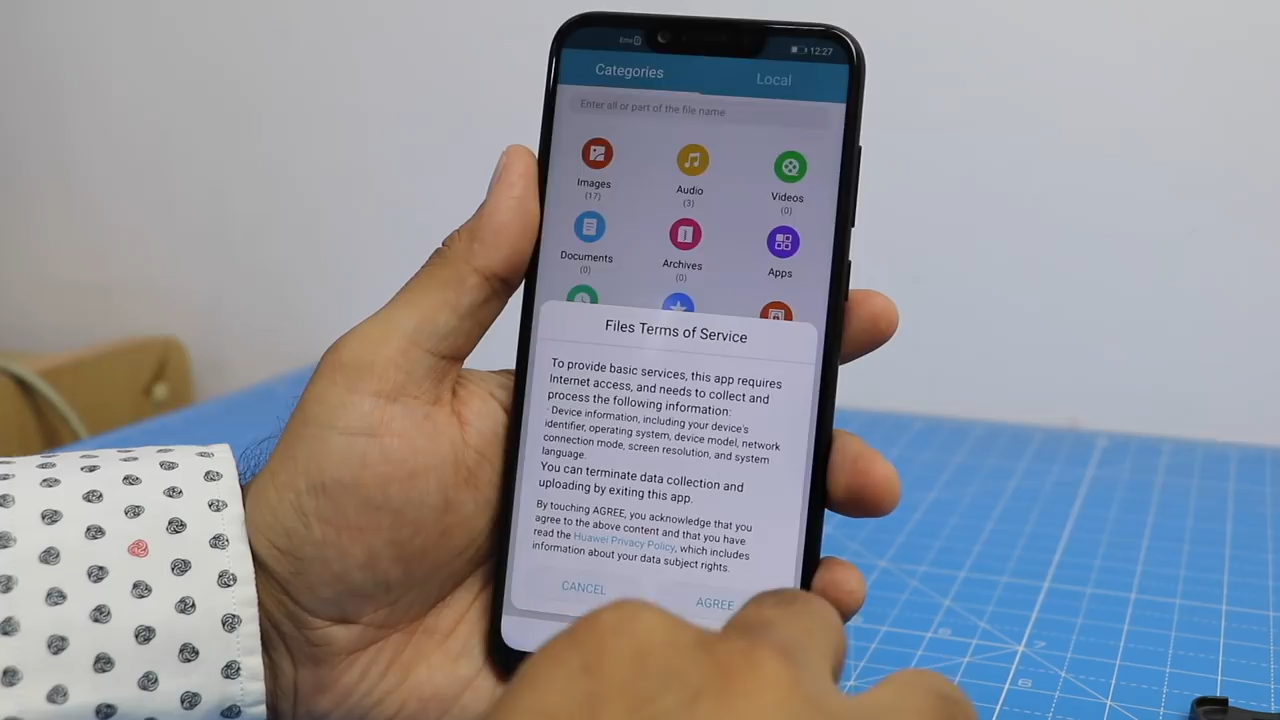 12:27
Categories
Local
Enter all or part of the file name
Images
(17)
Audio
(3)
Videos
(0)
Documents
(0)
Archives
(0)
Apps
Files Terms of Service
To provide basic services, this app requires
Internet access, and needs to collect and
process the following information:
· Device information, including your device's
identifier, operating system, device model, network
connection mode, screen resolution, and system
language.
You can terminate data collection and
uploading by exiting this app.
By touching AGREE, you acknowledge that you
agree to the above content and that you have
read the Huawei Privacy Policy, which includes
information about your data subject rights.
CANCEL
AGREE